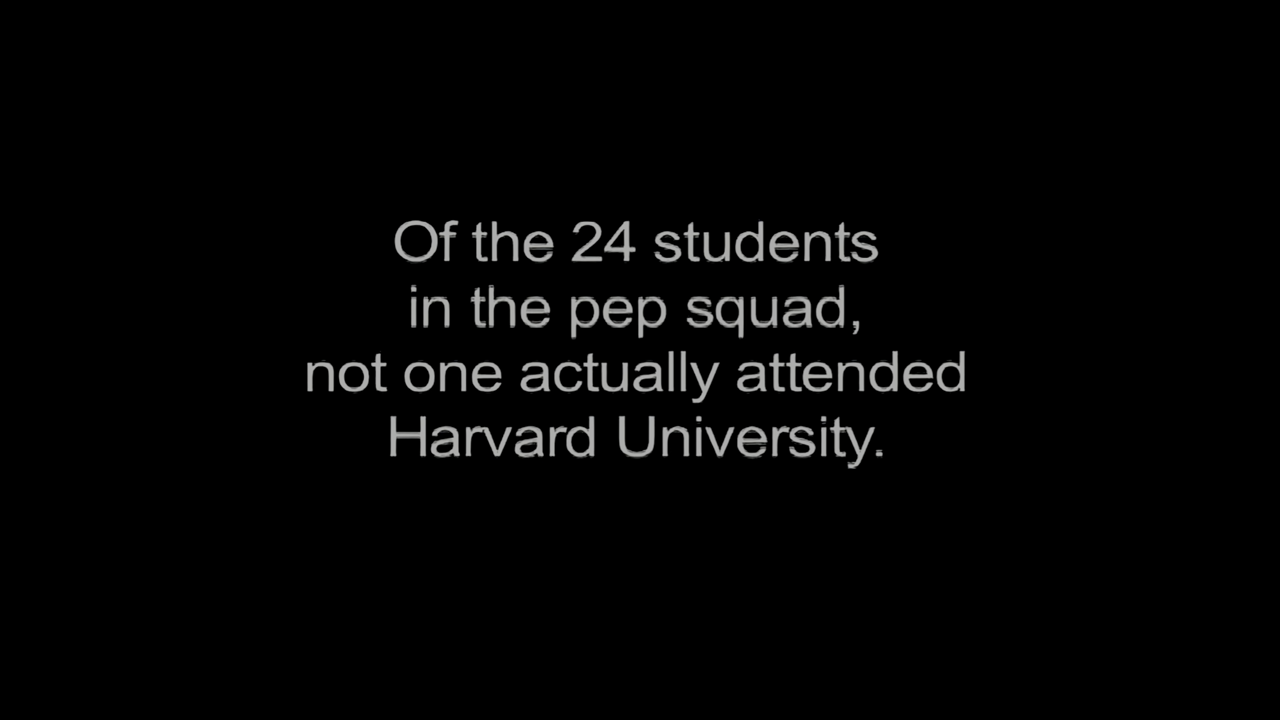 Of the 24 students
in the pep squad,
not one actually attended
Harvard University.